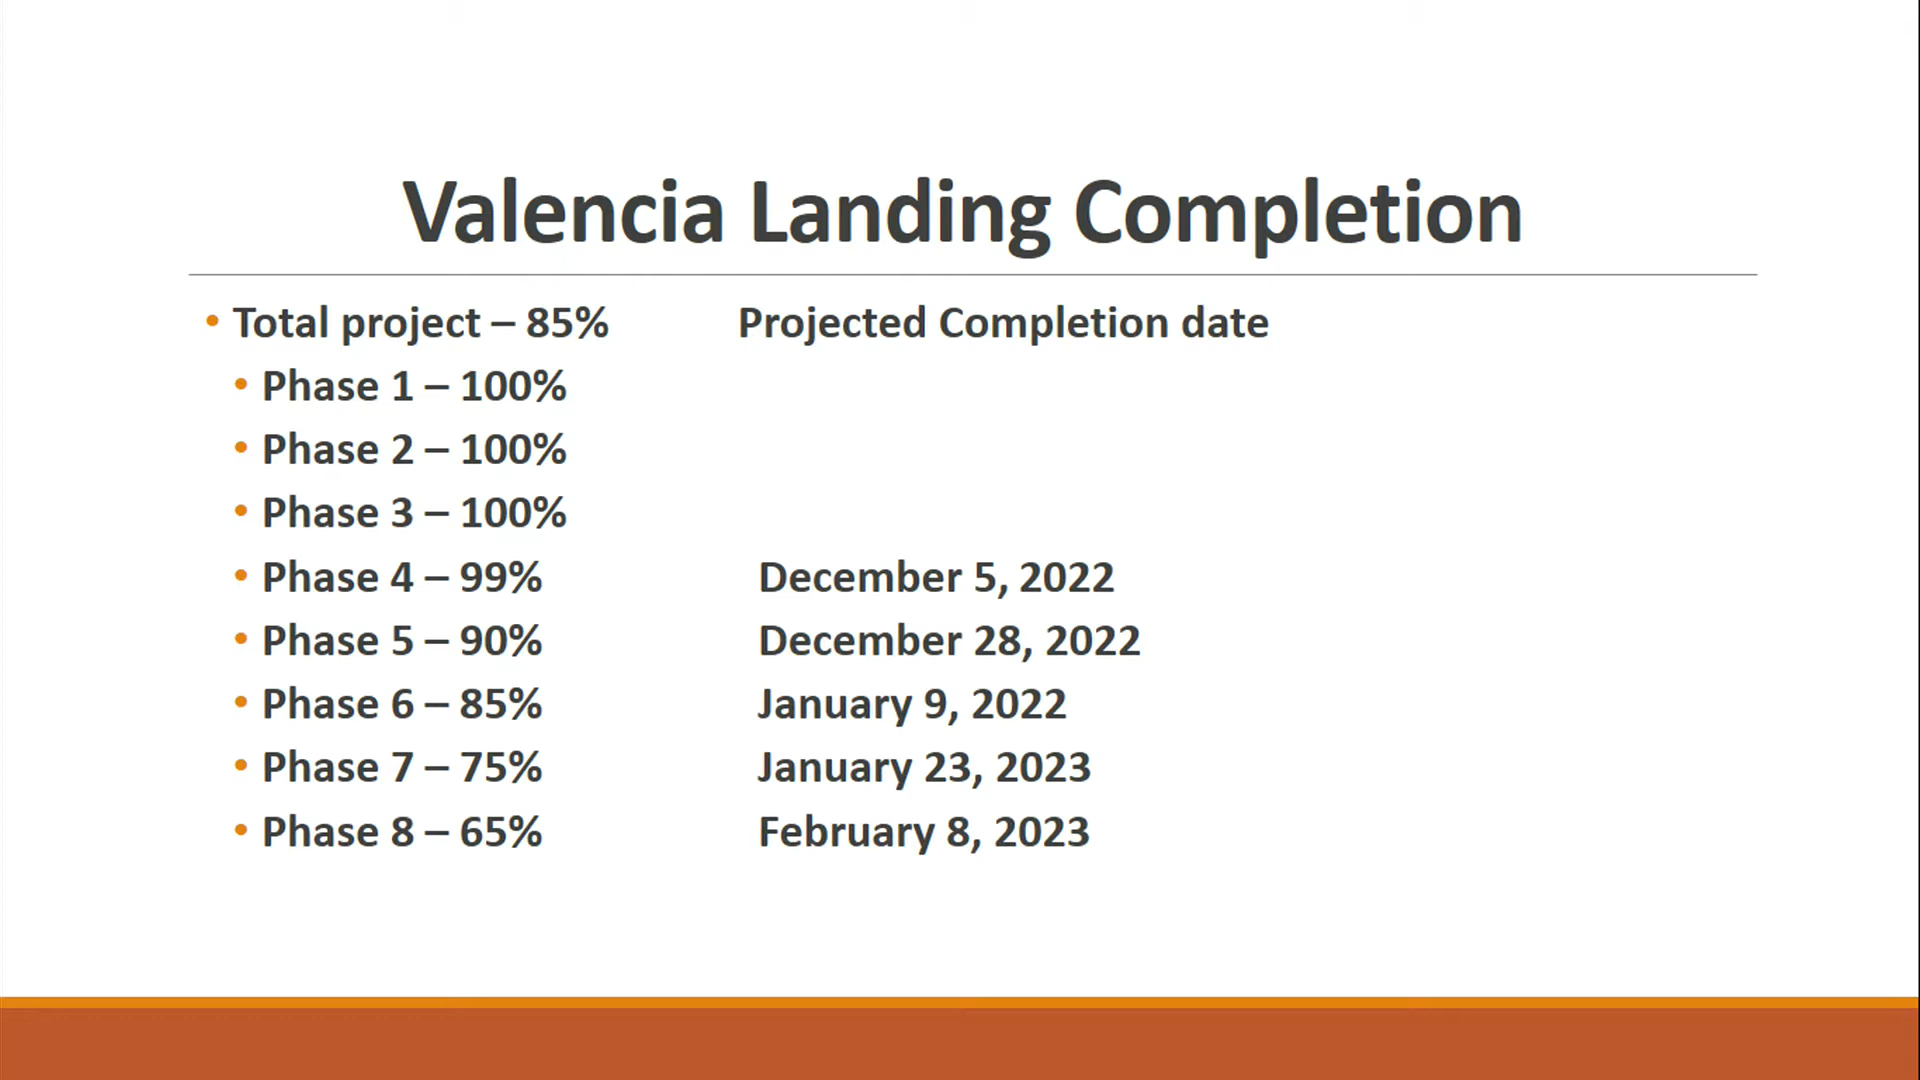 Valencia Landing Completion
• Total project – 85% Projected Completion date
• Phase 1 – 100%
• Phase 2 – 100%
• Phase 3 – 100%
• Phase 4 – 99% December 5, 2022
• Phase 5 – 90% December 28, 2022
• Phase 6 – 85% January 9, 2022
• Phase 7 – 75% January 23, 2023
• Phase 8 – 65% February 8, 2023